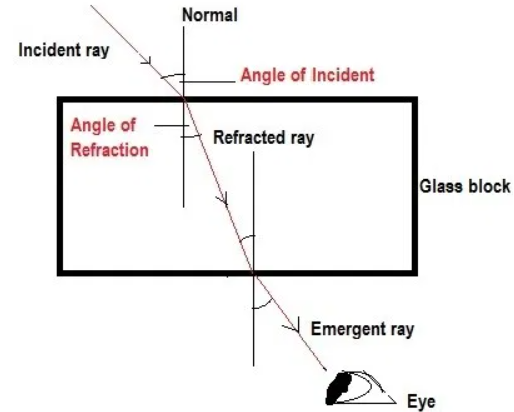 Normal
Incident ray
Angle of Incident
Angle of
Refraction
Refracted ray
Glass block
Emergent ray
Eye